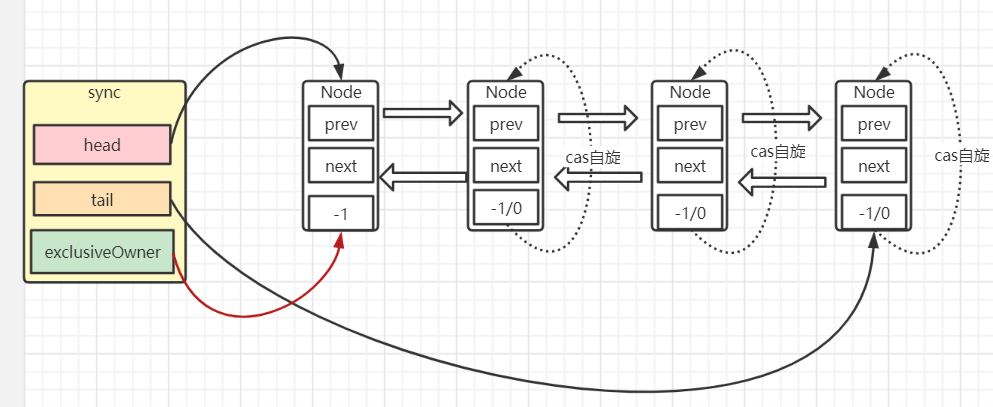 sync
head
tail
exclusiveOwner
Node
prev
next
-1
Node
prev
next
-1/0
cas自旋
Node
prev
next
-1/0
cas自旋
Node
prev
next
-1/0
cas自旋